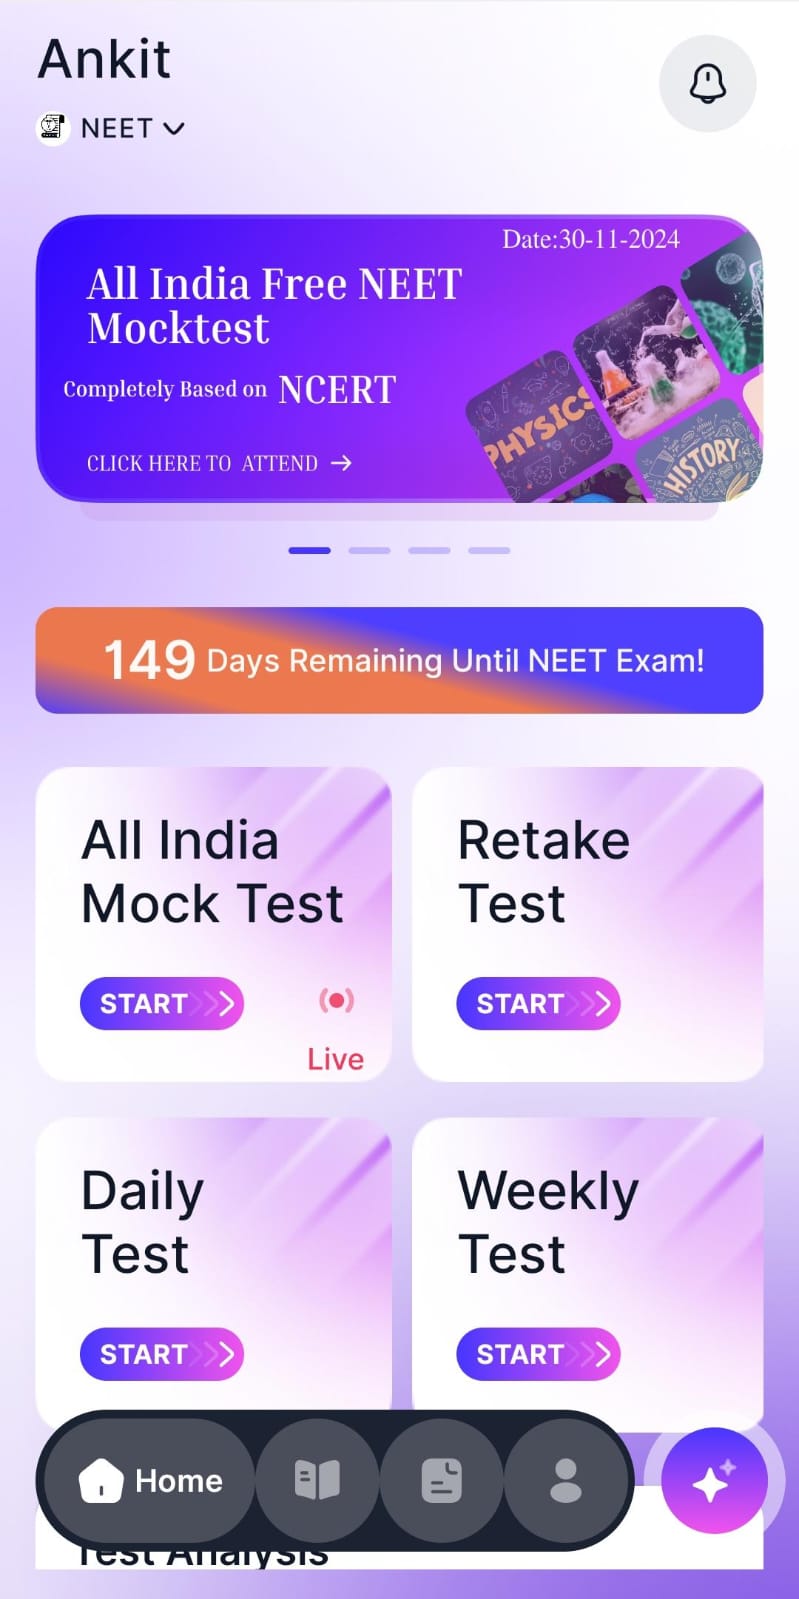 Ankit
NEET
Date:30-11-2024
All India Free NEET
Mocktest
Completely Based on NCERT
CLICK HERE TO ATTEND →
PHYSICS
HISTORY
149 Days Remaining Until NEET Exam!
All India
Mock Test
START
Live
Retake
Test
START
Daily
Test
START
Weekly
Test
START
Home
Test Analysis